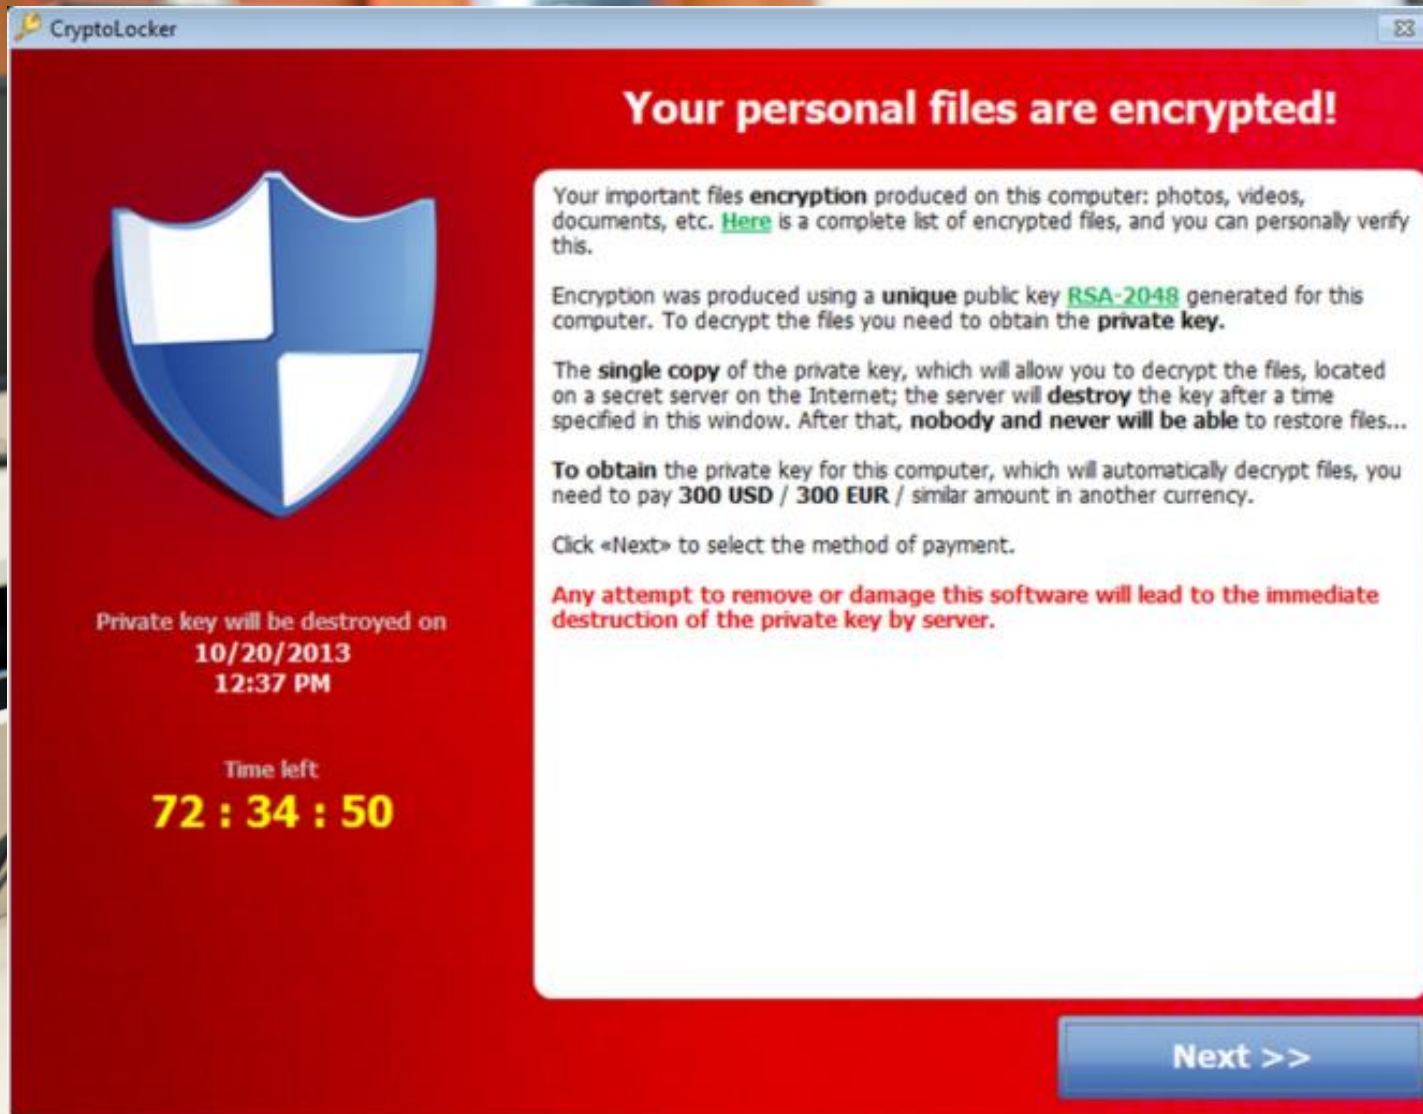 CryptoLocker
Your personal files are encrypted!
Your important files encryption produced on this computer: photos, videos,
documents, etc. Here is a complete list of encrypted files, and you can personally verify
this.
Encryption was produced using a unique public key RSA-2048 generated for this
computer. To decrypt the files you need to obtain the private key.
The single copy of the private key, which will allow you to decrypt the files, located
on a secret server on the Internet; the server will destroy the key after a time
specified in this window. After that, nobody and never will be able to restore files...
To obtain the private key for this computer, which will automatically decrypt files, you
need to pay 300 USD / 300 EUR / similar amount in another currency.
Click «Next» to select the method of payment.
Any attempt to remove or damage this software will lead to the immediate
destruction of the private key by server.
Private key will be destroyed on
10/20/2013
12:37 PM
Time left
72 : 34 : 50
Next >>